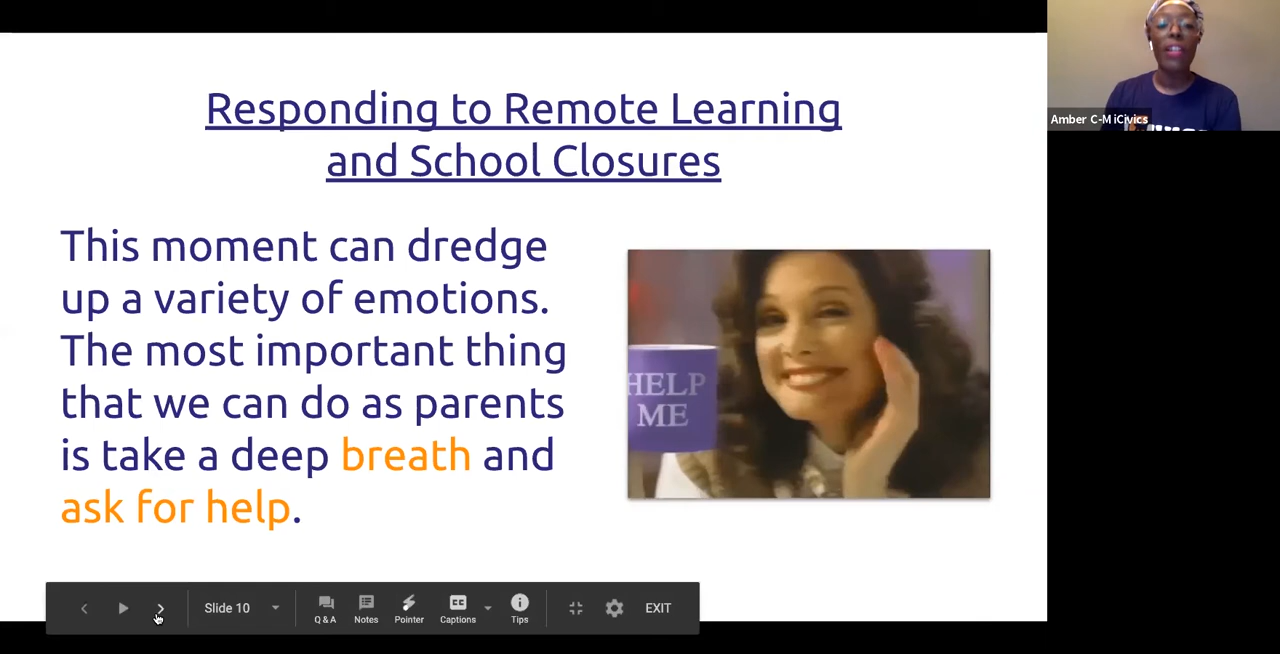 Responding to Remote Learning
and School Closures
This moment can dredge
up a variety of emotions.
The most important thing
that we can do as parents
is take a deep breath and
ask for help.
HELP
ME
Amber C-M iCivics
Slide 10
Q & A
Notes
Pointer
CC
Captions
Tips
EXIT